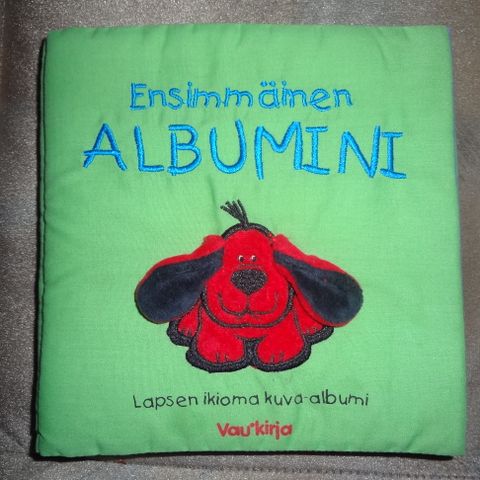 Ensimmäinen
ALBUMINI
Lapsen ikioma kuva-albumi
Vau•kirja